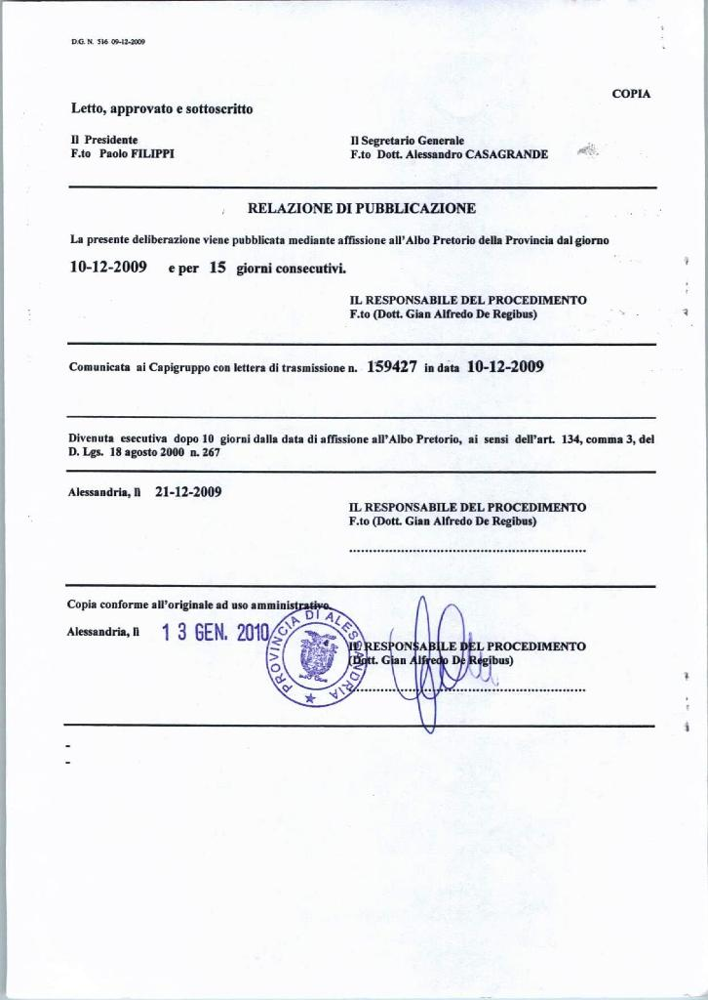 D.G. N. 516 09-12-2009
COPIA
Letto, approvato e sottoscritto
Il Presidente
F.to Paolo FILIPPI
Il Segretario Generale
F.to Dott. Alessandro CASAGRANDE
RELAZIONE DI PUBBLICAZIONE
La presente deliberazione viene pubblicata mediante affissione all'Albo Pretorio della Provincia dal giorno
10-12-2009 e per 15 giorni consecutivi.
IL RESPONSABILE DEL PROCEDIMENTO
F.to (Dott. Gian Alfredo De Regibus)
Comunicata ai Capigruppo con lettera di trasmissione n. 159427 in data 10-12-2009
Divenuta esecutiva dopo 10 giorni dalla data di affissione all'Albo Pretorio, ai sensi dell'art. 134, comma 3, del
D. Lgs. 18 agosto 2000 n. 267
Alessandria, lì 21-12-2009
IL RESPONSABILE DEL PROCEDIMENTO
F.to (Dott. Gian Alfredo De Regibus)
Copia conforme all'originale ad uso amministrativo.
Alessandria, lì 13 GEN. 2010
PROVINCIA DI ALESSANDRIA
IL RESPONSABILE DEL PROCEDIMENTO
(Dott. Gian Alfredo De Regibus)
-
-